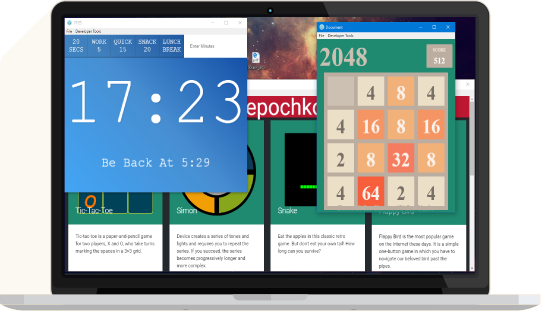 File Developer Tools
20 SECS WORK 5 QUICK 15 SNACK 20 LUNCH BREAK
Enter Minutes
17:23
Be Back At 5:29
Document
File Developer Tools
2048
SCORE
512
4 8 4
4 16 8 16
2 8 32 8
4 64 2 4
epochko
Tic-Tac-Toe
Simon
Snake
Flappy Bird
Tic-tac-toe is a paper-and-pencil game
for two players, X and O, who take turns
marking the spaces in a 3×3 grid.
Device creates a series of tones and
lights and requires you to repeat the
series. If you succeed, the series
becomes progressively longer and
more complex.
Eat the apples in this classic retro
game. But don't eat your own tail! How
long can you survive?
Flappy Bird is the most popular game
on the Internet these days. It is a simple
one-button game in which you have to
navigate our beloved bird past the
pipes.